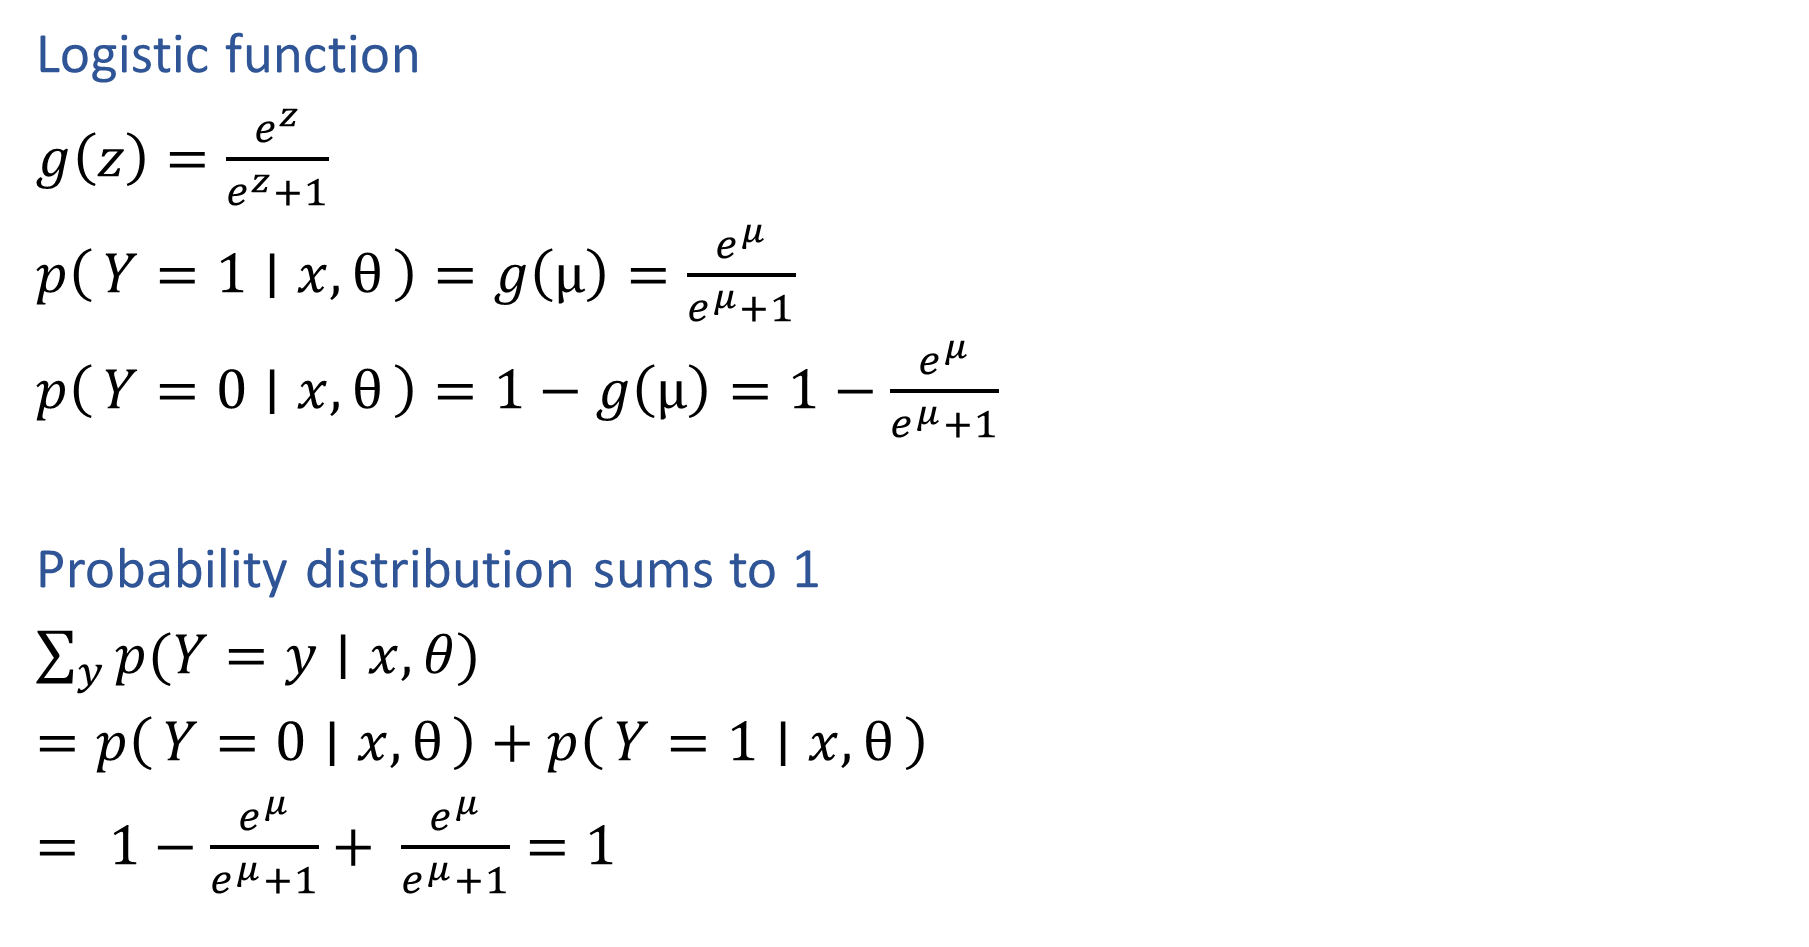 Logistic function
g(z) = e^z / (e^z+1)
p( Y = 1 | x, θ ) = g(μ) = e^μ / (e^μ+1)
p( Y = 0 | x, θ ) = 1 − g(μ) = 1 − e^μ / (e^μ+1)
Probability distribution sums to 1
∑_y p(Y = y | x, θ)
= p( Y = 0 | x, θ ) + p( Y = 1 | x, θ )
= 1 − e^μ / (e^μ+1) + e^μ / (e^μ+1) = 1